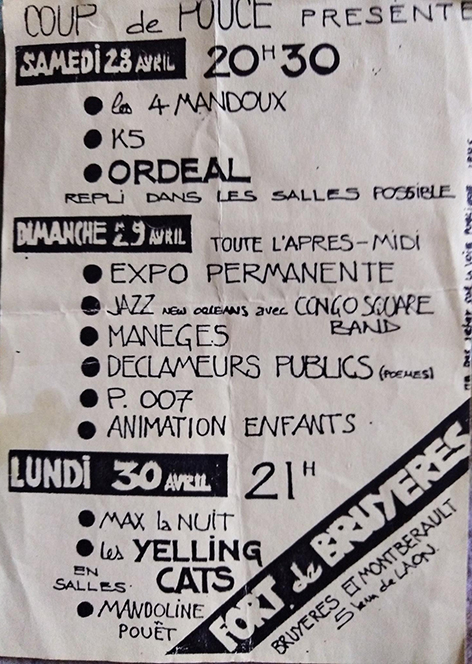 COUP de POUCE PRESENTE
SAMEDI 28 AVRIL 20H30
les 4 MANDOUX
K5
ORDEAL
REPLI DANS LES SALLES POSSIBLE
DIMANCHE 29 AVRIL TOUTE L'APRES-MIDI
EXPO PERMANENTE
JAZZ NEW ORLEANS avec CONGO SQUARE
BAND
MANEGES
DECLAMEURS PUBLICS (POEMES)
P. 007
ANIMATION ENFANTS.
LUNDI 30 AVRIL 21H
MAX la NUIT
les YELLING
CATS
EN
SALLES.
MANDOLINE
POUËT
FORT de BRUYERES
BRUYERES ET MONTBERAULT
5 km de LAON.